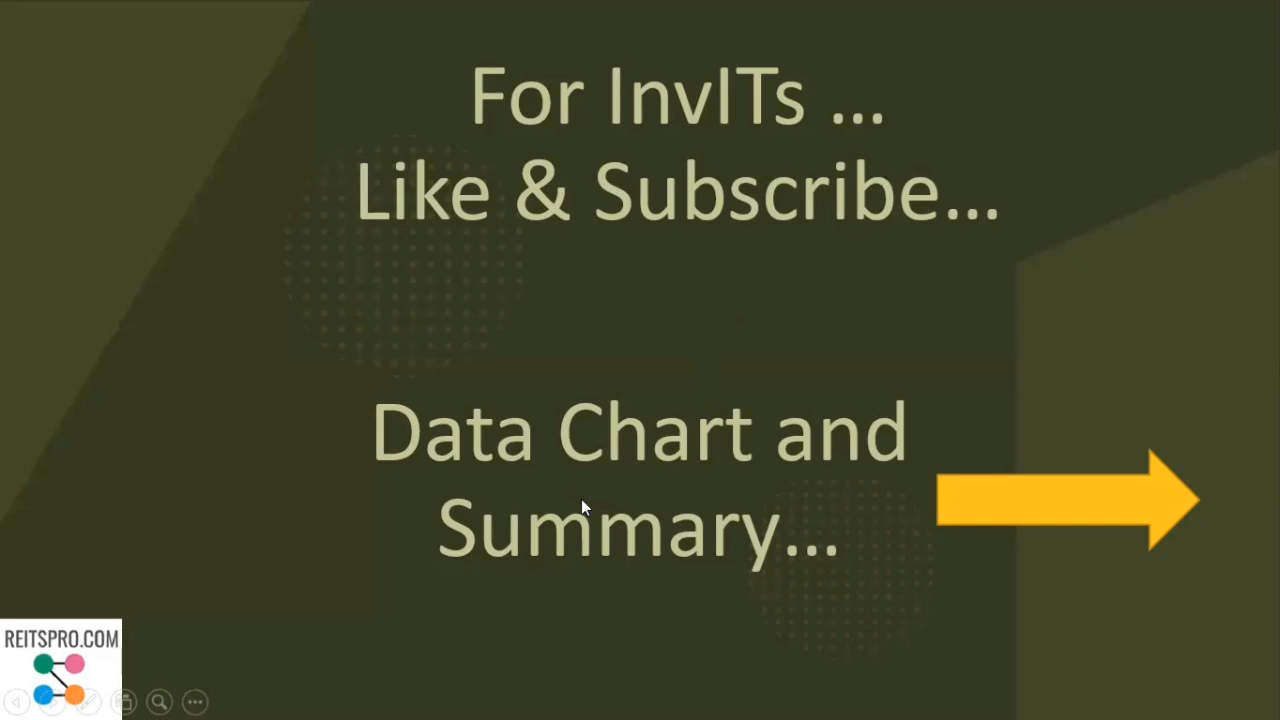 For InvITs ...
Like & Subscribe...
Data Chart and
Summary...
REITSPRO.COM